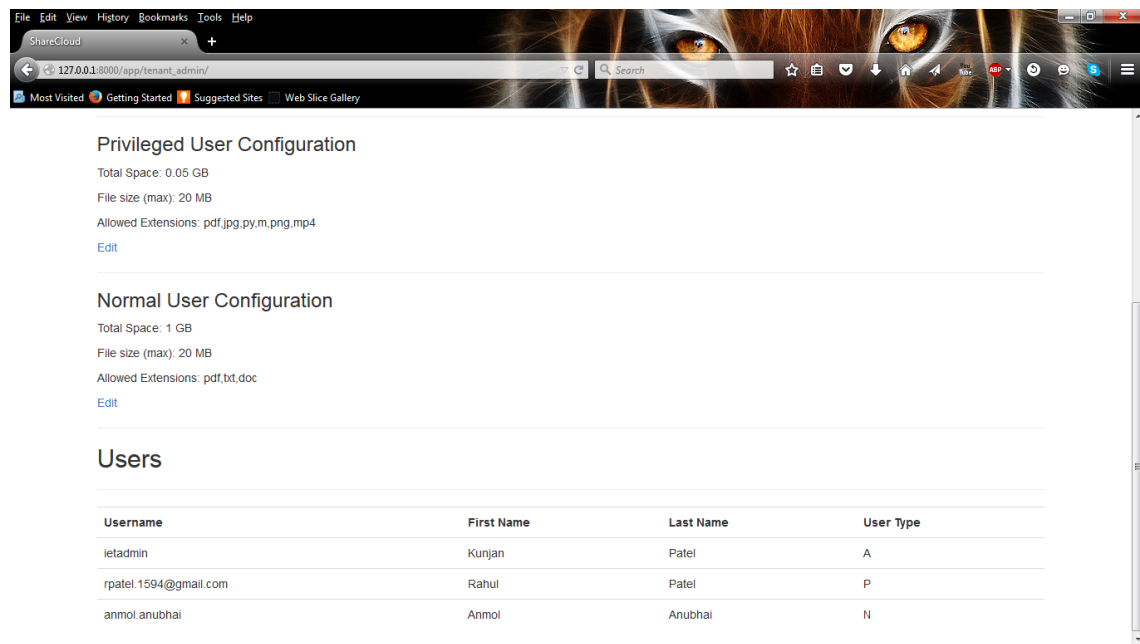 File Edit View History Bookmarks Tools Help
ShareCloud × +
127.0.0.1:8000/app/tenant_admin/ Search You Tube ABP S
Most Visited Getting Started Suggested Sites Web Slice Gallery
Privileged User Configuration
Total Space: 0.05 GB
File size (max): 20 MB
Allowed Extensions: pdf,jpg,py,m,png,mp4
Edit
Normal User Configuration
Total Space: 1 GB
File size (max): 20 MB
Allowed Extensions: pdf,txt,doc
Edit
Users
Username First Name Last Name User Type
ietadmin Kunjan Patel A
rpatel.1594@gmail.com Rahul Patel P
anmol.anubhai Anmol Anubhai N